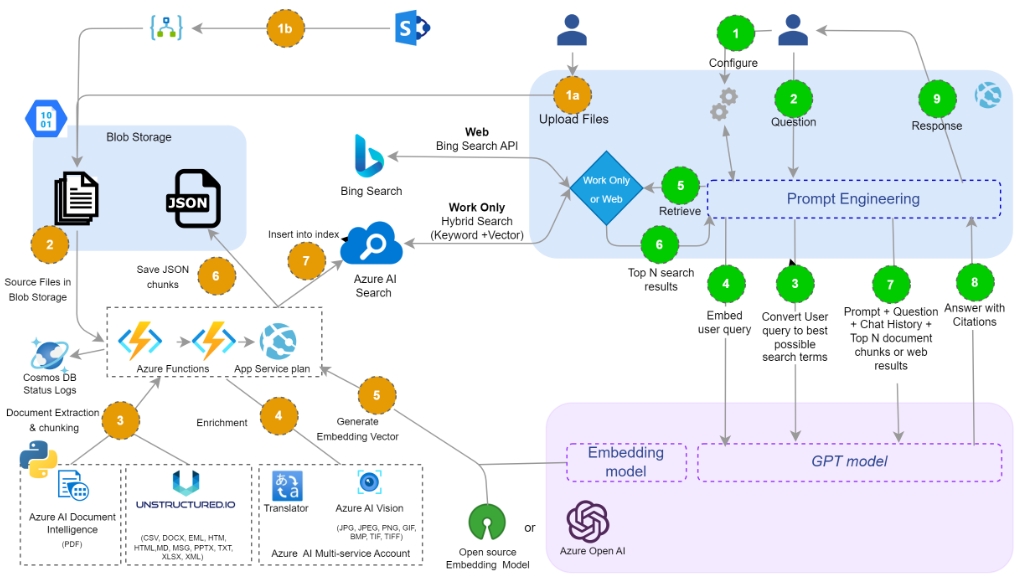 1b
S
1
Configure
1a
Upload Files
2
Question
9
Response
10
01
Blob Storage
JSON
Web
Bing Search API
Bing Search
Work Only
or Web
5
Retrieve
Prompt Engineering
Work Only
Hybrid Search
(Keyword +Vector)
Insert into index
7
Azure AI
Search
6
Top N search
results
2
Source Files in
Blob Storage
Save JSON
chunks
6
4
Embed
user query
3
Convert User
query to best
possible
search terms
7
Prompt + Question
+ Chat History +
Top N document
chunks or web
results
8
Answer with
Citations
Azure Functions
App Service plan
Cosmos DB
Status Logs
Document Extraction
& chunking
3
Enrichment
4
5
Generate
Embedding Vector
Embedding
model
GPT model
Azure AI Document
Intelligence
(PDF)
UNSTRUCTURED.IO
(CSV, DOCX, EML, HTM,
HTML,MD, MSG, PPTX, TXT,
XLSX, XML)
あ
a
Translator
Azure AI Vision
(JPG, JPEG, PNG, GIF,
BMP, TIF, TIFF)
Azure AI Multi-service Account
Open source
Embedding Model
or
Azure Open AI